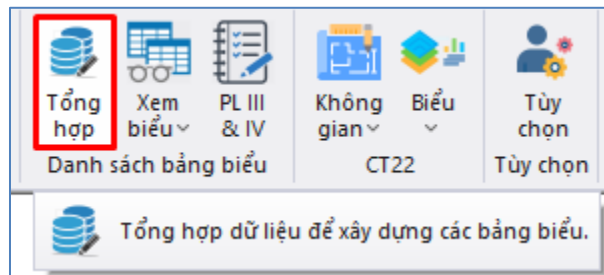 Tổng Xem PL III Không Biểu Tùy
hợp biểu & IV gian chọn
Danh sách bảng biểu CT22 Tùy chọn
Tổng hợp dữ liệu để xây dựng các bảng biểu.